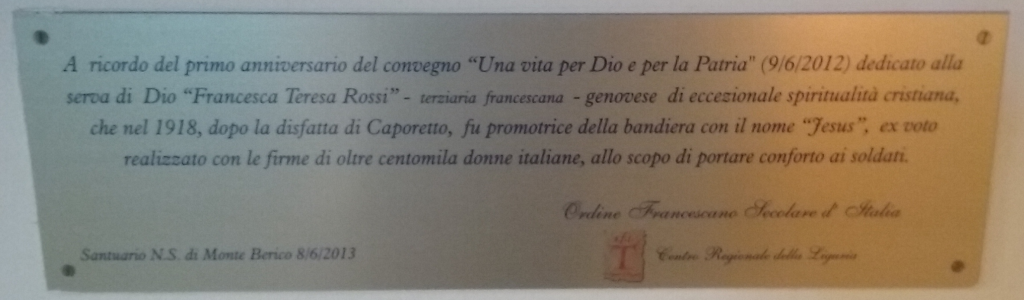 A ricordo del primo anniversario del convegno “Una vita per Dio e per la Patria" (9/6/2012) dedicato alla
serva di Dio “Francesca Teresa Rossi” - terziaria francescana - genovese di eccezionale spiritualità cristiana,
che nel 1918, dopo la disfatta di Caporetto, fu promotrice della bandiera con il nome “Jesus”, ex voto
realizzato con le firme di oltre centomila donne italiane, allo scopo di portare conforto ai soldati.
Ordine Francescano Secolare d' Italia
Santuario N.S. di Monte Berico 8/6/2013
Centro Regionale della Liguria